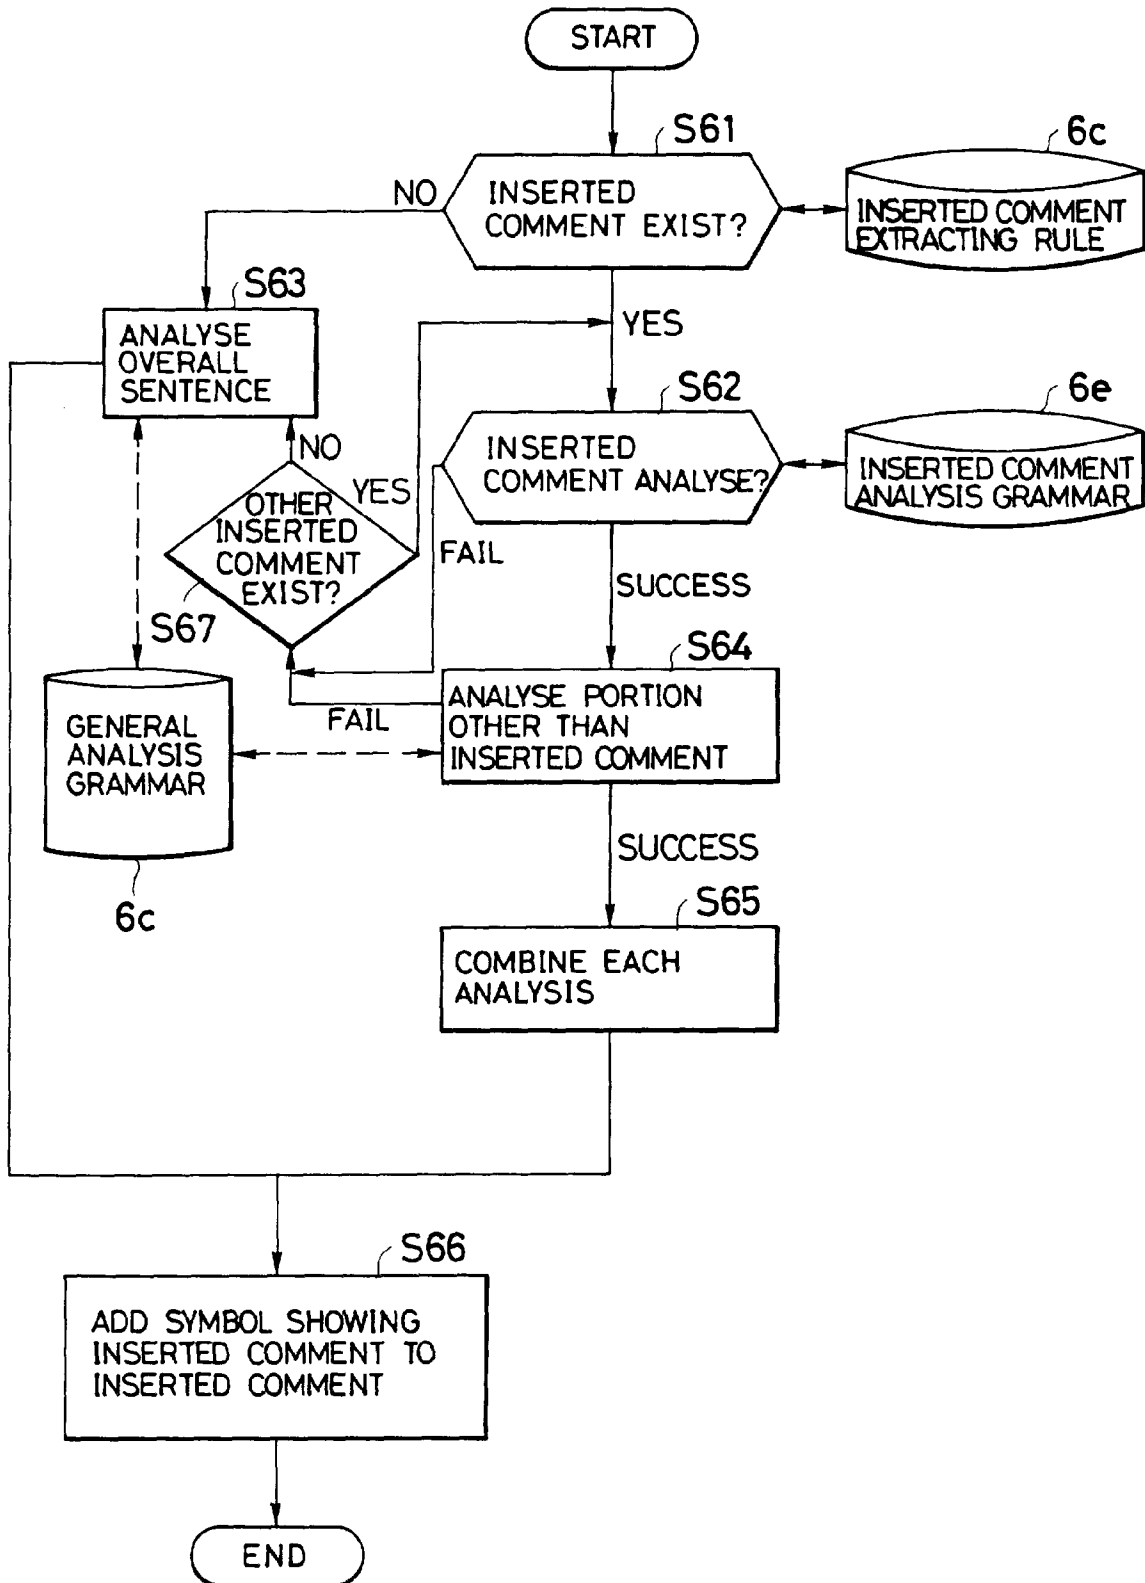 START
S61
6c
NO
INSERTED
COMMENT EXIST?
INSERTED COMMENT
EXTRACTING RULE
S63
ANALYSE
OVERALL
SENTENCE
YES
S62
6e
INSERTED
COMMENT ANALYSE?
INSERTED COMMENT
ANALYSIS GRAMMAR
NO
YES
OTHER
INSERTED
COMMENT
EXIST?
FAIL
SUCCESS
S67
S64
ANALYSE PORTION
OTHER THAN
INSERTED COMMENT
FAIL
GENERAL
ANALYSIS
GRAMMAR
6c
SUCCESS
S65
COMBINE EACH
ANALYSIS
S66
ADD SYMBOL SHOWING
INSERTED COMMENT TO
INSERTED COMMENT
END